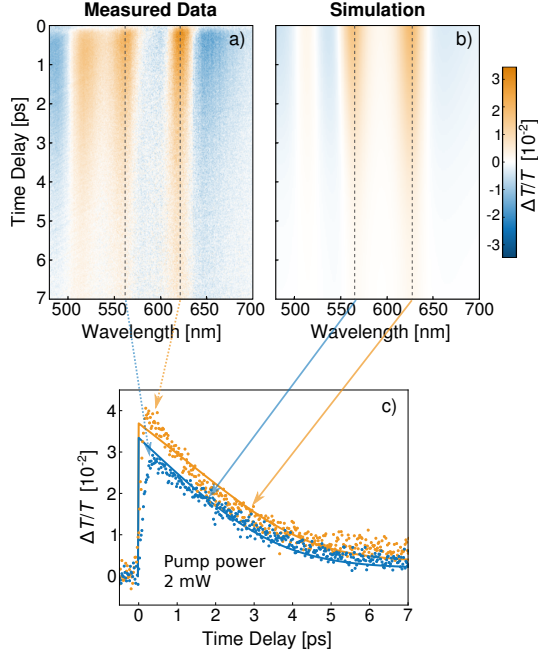 Measured Data
Simulation
a)
b)
0
1
2
3
4
5
6
7
Time Delay [ps]
500
550
600
650
700
Wavelength [nm]
500
550
600
650
700
Wavelength [nm]
3
2
1
0
-1
-2
-3
ΔT/T [10⁻²]
c)
4
3
2
1
0
ΔT/T [10⁻²]
Pump power
2 mW
0
1
2
3
4
5
6
7
Time Delay [ps]